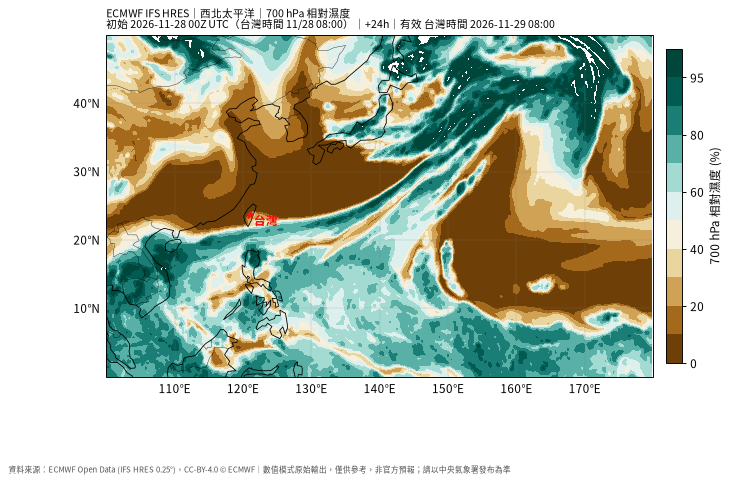 ECMWF IFS HRES｜西北太平洋｜700 hPa 相對濕度
初始 2026-11-28 00Z UTC（台灣時間 11/28 08:00）｜+24h｜有效 台灣時間 2026-11-29 08:00
40°N
30°N
20°N
10°N
110°E
120°E
130°E
140°E
150°E
160°E
170°E
台灣
95
80
60
40
20
0
700 hPa 相對濕度 (%)
資料來源：ECMWF Open Data (IFS HRES 0.25°)，CC-BY-4.0 © ECMWF｜數值模式原始輸出，僅供參考，非官方預報；請以中央氣象署發布為準